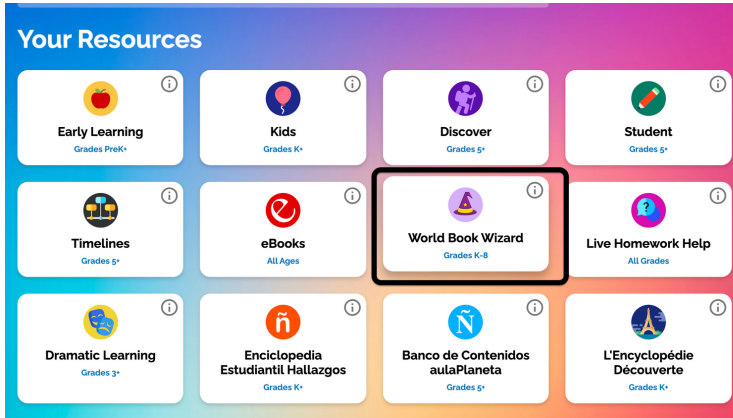 Your Resources
Early Learning
Grades PreK+
Kids
Grades K+
Discover
Grades 5+
Student
Grades 5+
Timelines
Grades 5+
eBooks
All Ages
World Book Wizard
Grades K-8
Live Homework Help
All Grades
Dramatic Learning
Grades 3+
Enciclopedia
Estudiantil Hallazgos
Grades K+
Banco de Contenidos
aulaPlaneta
Grades 5+
L'Encyclopédie
Découverte
Grades K+